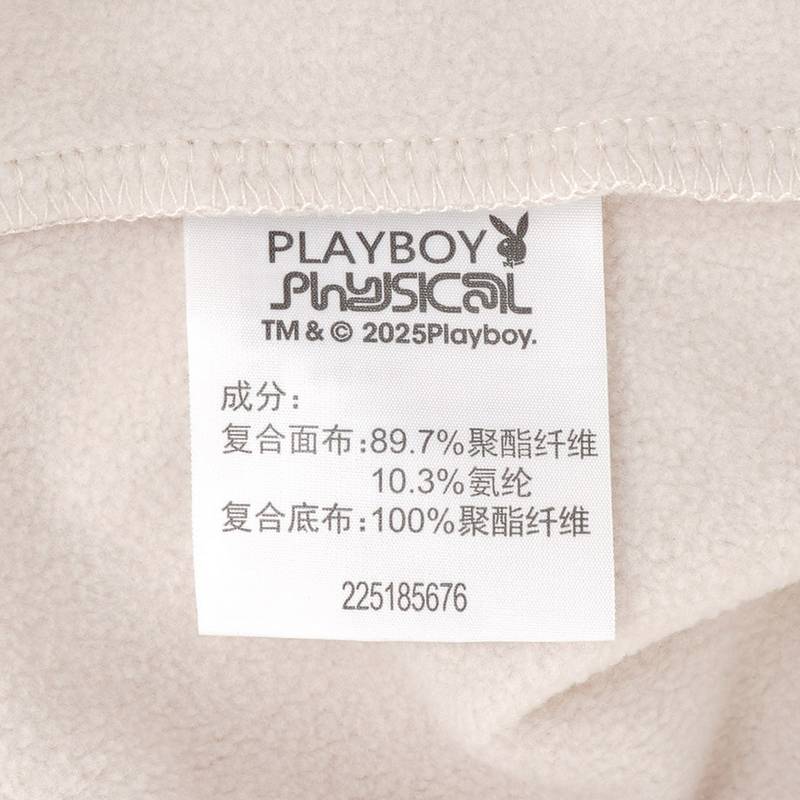 PLAYBOY
Physical
TM & © 2025Playboy.
成分：
复合面布：89.7%聚酯纤维
10.3%氨纶
复合底布：100%聚酯纤维
225185676